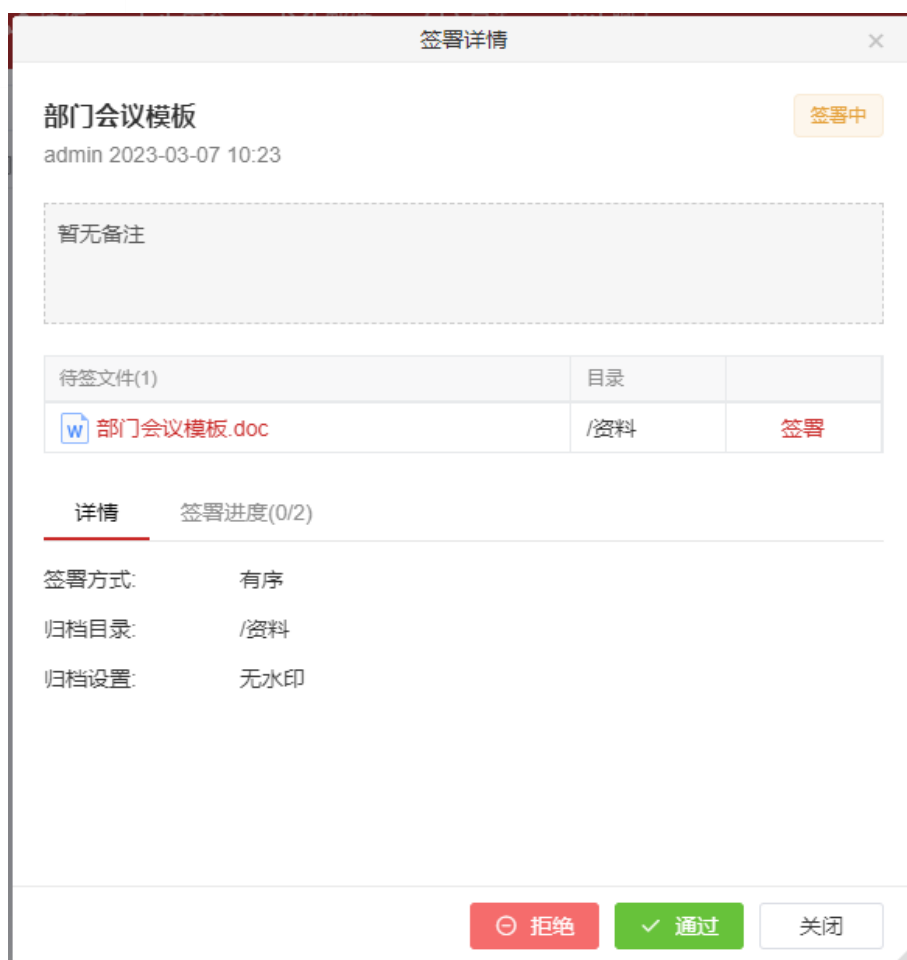 签署详情
部门会议模板
签署中
admin 2023-03-07 10:23
暂无备注
待签文件(1) 目录
W 部门会议模板.doc /资料 签署
详情 签署进度(0/2)
签署方式: 有序
归档目录: /资料
归档设置: 无水印
拒绝 通过 关闭